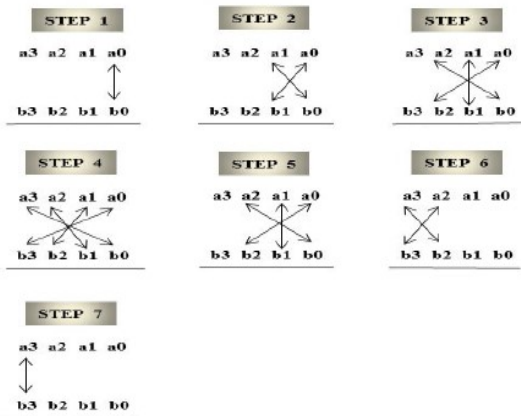 STEP 1
a3 a2 a1 a0
b3 b2 b1 b0
STEP 2
a3 a2 a1 a0
b3 b2 b1 b0
STEP 3
a3 a2 a1 a0
b3 b2 b1 b0
STEP 4
a3 a2 a1 a0
b3 b2 b1 b0
STEP 5
a3 a2 a1 a0
b3 b2 b1 b0
STEP 6
a3 a2 a1 a0
b3 b2 b1 b0
STEP 7
a3 a2 a1 a0
b3 b2 b1 b0